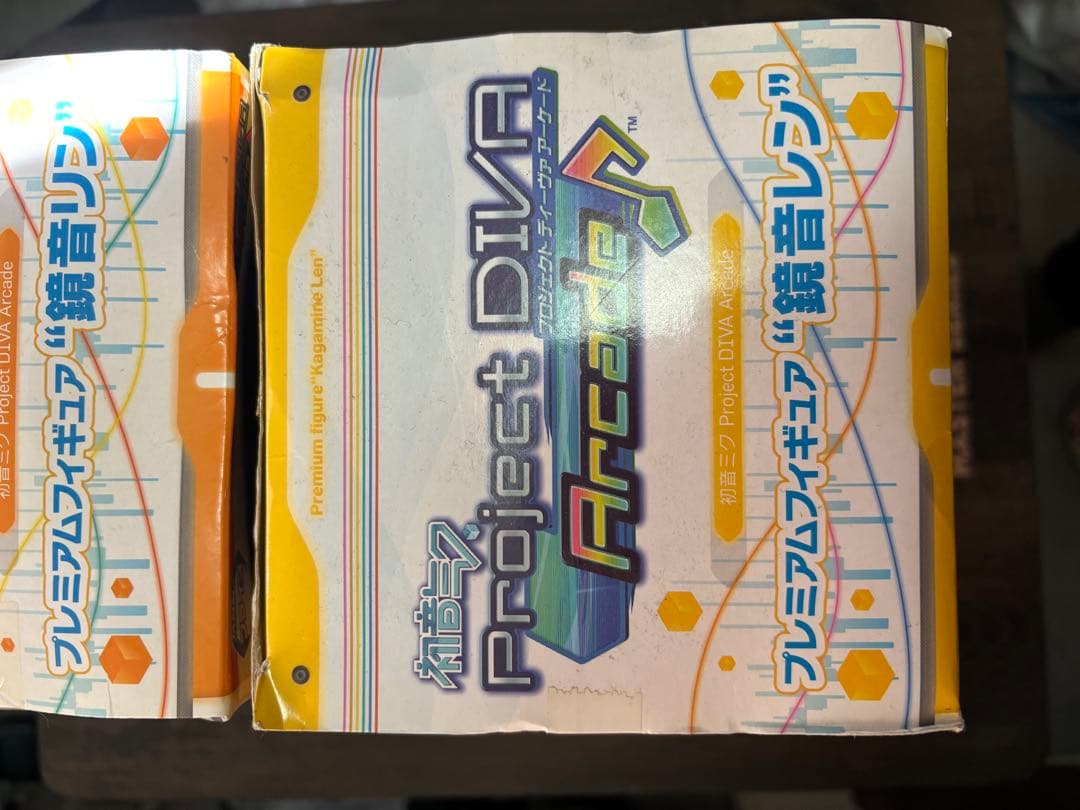 初音ミク Project DIVA Arcade
プレミアムフィギュア“鏡音リン”
Premium figure“Kagamine Len”
初音ミク
Project DIVA
プロジェクト ディーヴァ アーケード
Arcade
TM
初音ミク Project DIVA Arcade
プレミアムフィギュア“鏡音レン”